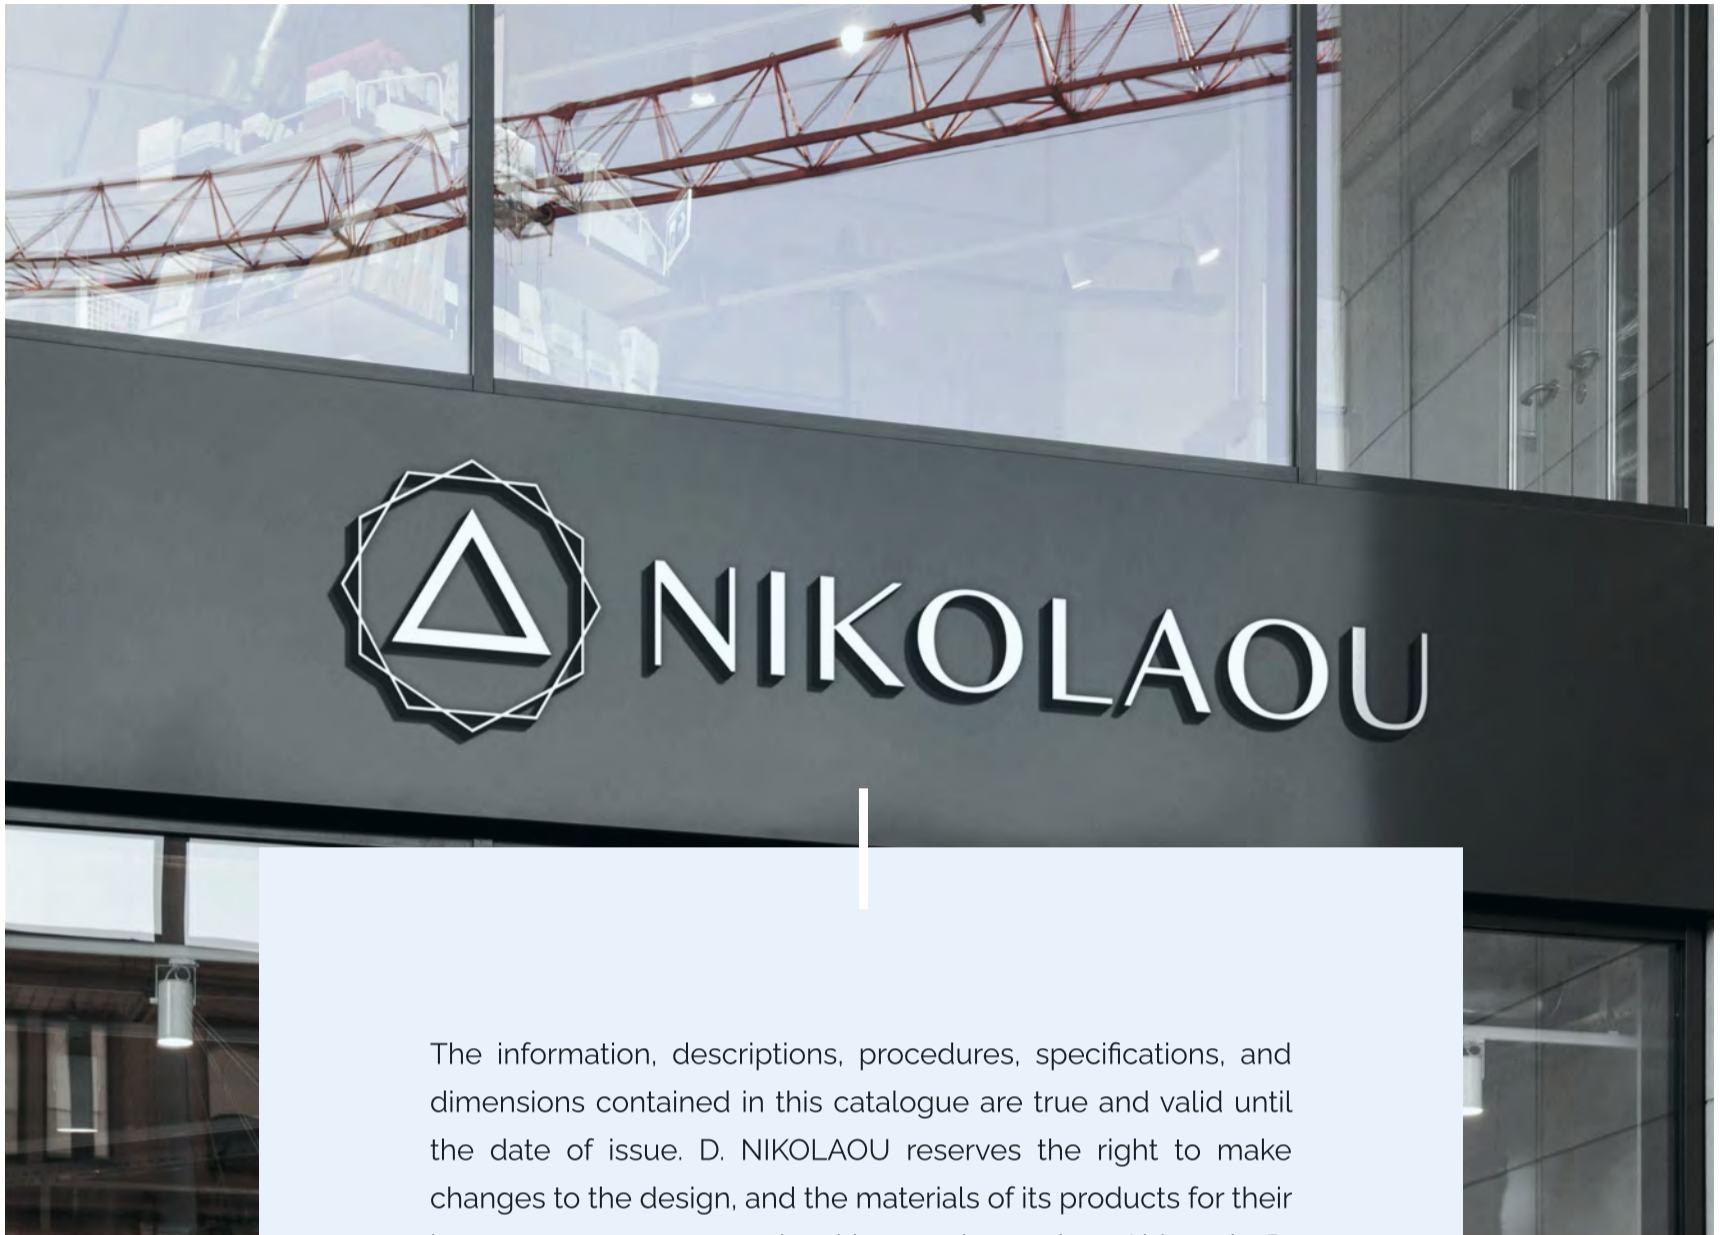 NIKOLAOU
The information, descriptions, procedures, specifications, and
dimensions contained in this catalogue are true and valid until
the date of issue. D. NIKOLAOU reserves the right to make
changes to the design, and the materials of its products for their